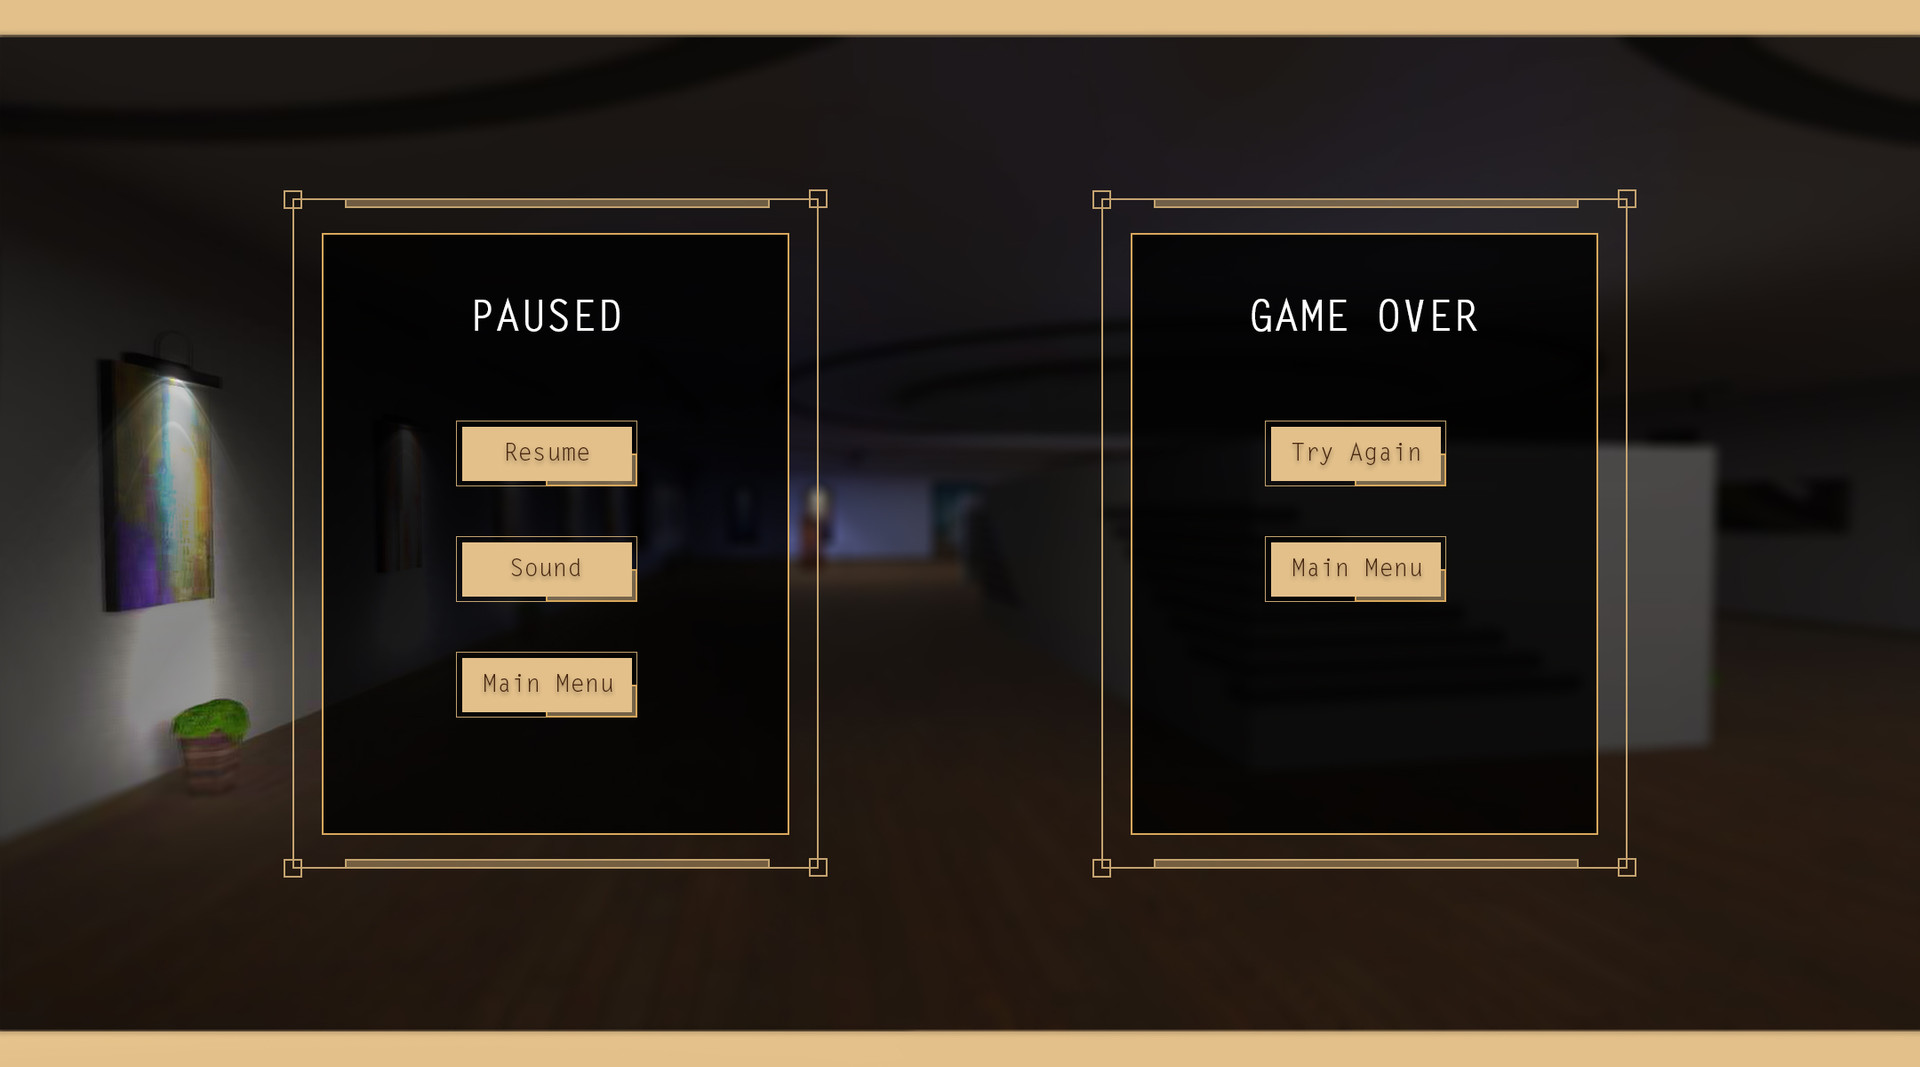 PAUSED
Resume
Sound
Main Menu
GAME OVER
Try Again
Main Menu